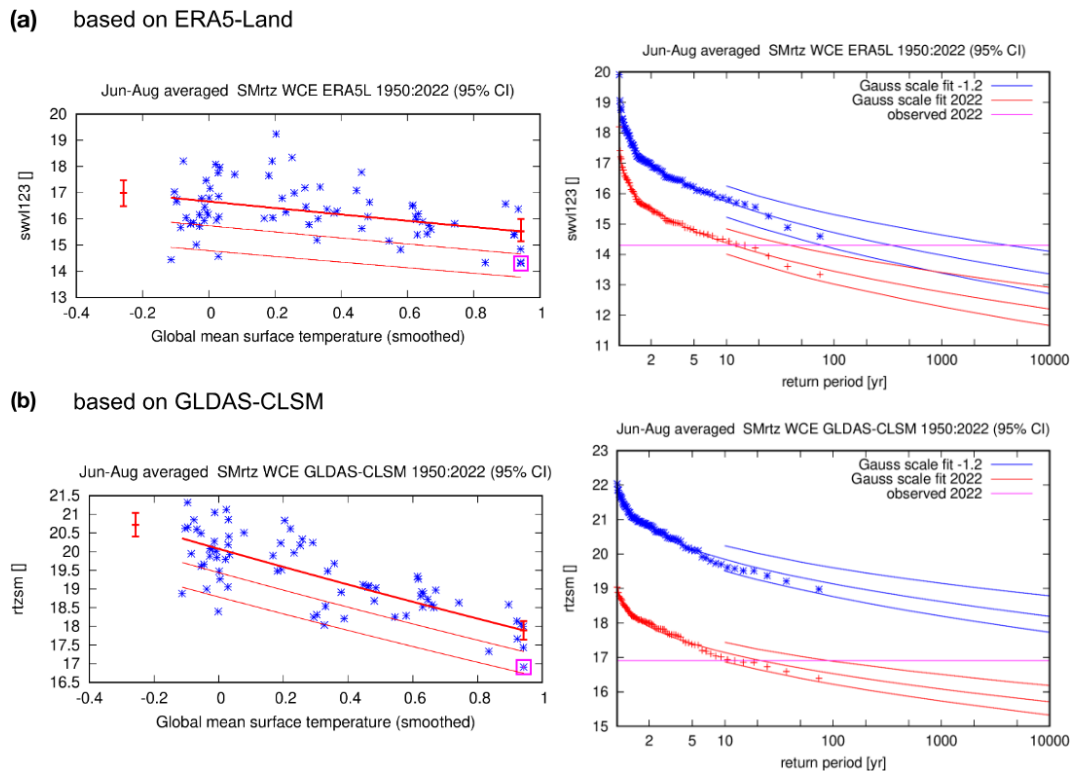 (a) based on ERA5-Land
Jun-Aug averaged SMrtz WCE ERA5L 1950:2022 (95% CI)
swvl123 []
20
19
18
17
16
15
14
13
-0.4 -0.2 0 0.2 0.4 0.6 0.8 1
Global mean surface temperature (smoothed)
Jun-Aug averaged SMrtz WCE ERA5L 1950:2022 (95% CI)
Gauss scale fit -1.2
Gauss scale fit 2022
observed 2022
swvl123 []
20
19
18
17
16
15
14
13
12
11
2 5 10 100 1000 10000
return period [yr]
(b) based on GLDAS-CLSM
Jun-Aug averaged SMrtz WCE GLDAS-CLSM 1950:2022 (95% CI)
rtzsm []
21.5
21
20.5
20
19.5
19
18.5
18
17.5
17
16.5
-0.4 -0.2 0 0.2 0.4 0.6 0.8 1
Global mean surface temperature (smoothed)
Jun-Aug averaged SMrtz WCE GLDAS-CLSM 1950:2022 (95% CI)
Gauss scale fit -1.2
Gauss scale fit 2022
observed 2022
rtzsm []
23
22
21
20
19
18
17
16
15
2 5 10 100 1000 10000
return period [yr]